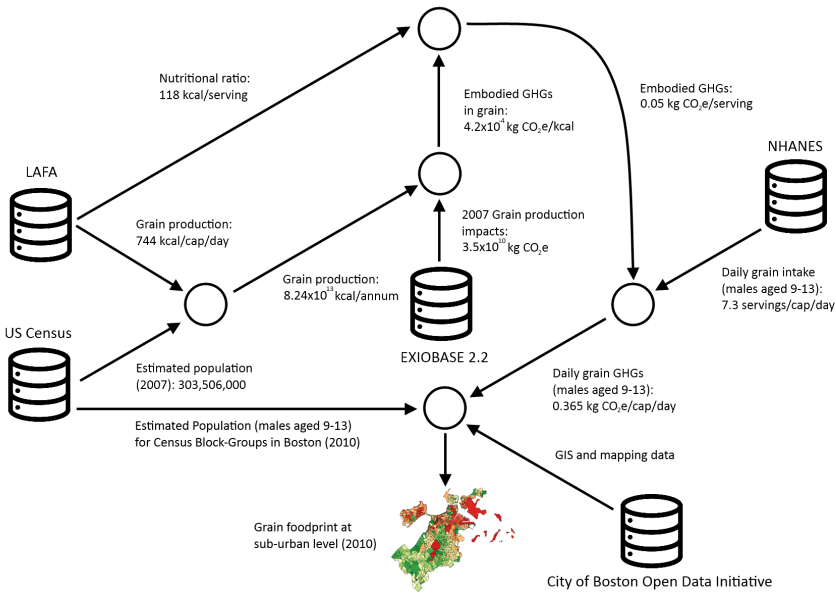 Nutritional ratio:
118 kcal/serving
Embodied GHGs
in grain:
4.2x10⁻⁴ kg CO₂e/kcal
Embodied GHGs:
0.05 kg CO₂e/serving
NHANES
LAFA
Grain production:
744 kcal/cap/day
2007 Grain production
impacts:
3.5x10¹⁰ kg CO₂e
Grain production:
8.24x10¹³ kcal/annum
Daily grain intake
(males aged 9-13):
7.3 servings/cap/day
US Census
EXIOBASE 2.2
Estimated population
(2007): 303,506,000
Daily grain GHGs
(males aged 9-13):
0.365 kg CO₂e/cap/day
Estimated Population (males aged 9-13)
for Census Block-Groups in Boston (2010)
GIS and mapping data
Grain foodprint at
sub-urban level (2010)
City of Boston Open Data Initiative